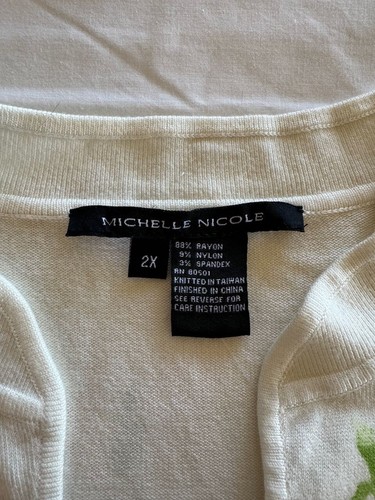 MICHELLE NICOLE
2X
88% RAYON
9% NYLON
3% SPANDEX
RN 80501
KNITTED IN TAIWAN
FINISHED IN CHINA
SEE REVERSE FOR
CARE INSTRUCTION